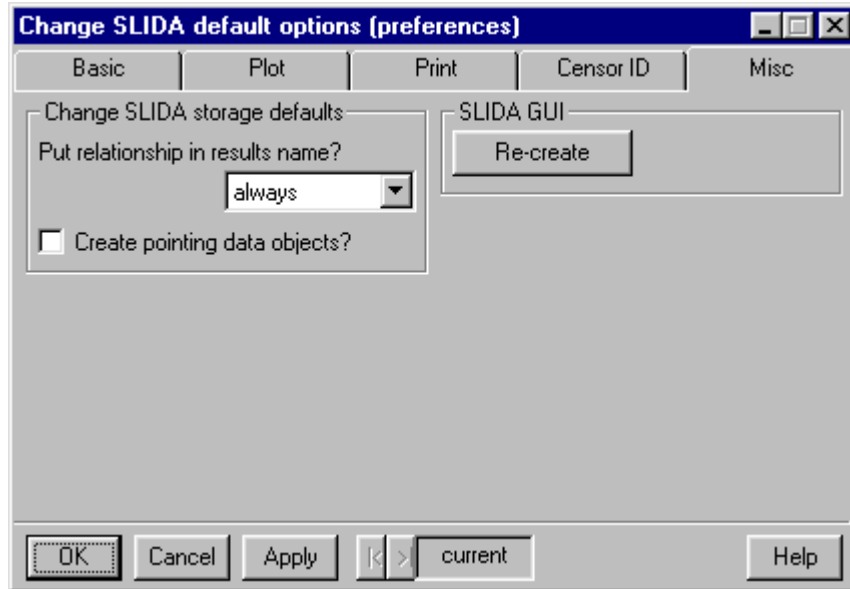 Change SLIDA default options (preferences)
Basic Plot Print Censor ID Misc
Change SLIDA storage defaults
Put relationship in results name?
always
Create pointing data objects?
SLIDA GUI
Re-create
OK Cancel Apply |< >| current Help